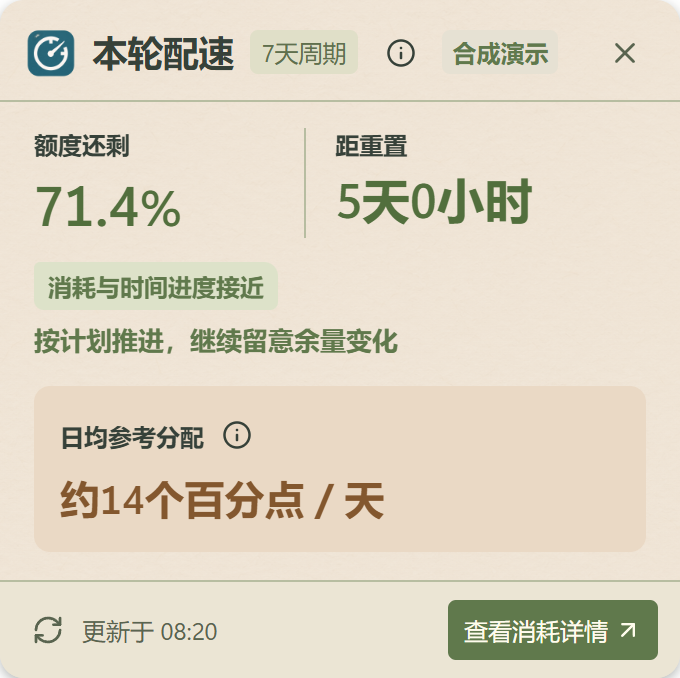 本轮配速 7天周期 合成演示
额度还剩
71.4%
距重置
5天0小时
消耗与时间进度接近
按计划推进，继续留意余量变化
日均参考分配
约14个百分点 / 天
更新于 08:20
查看消耗详情